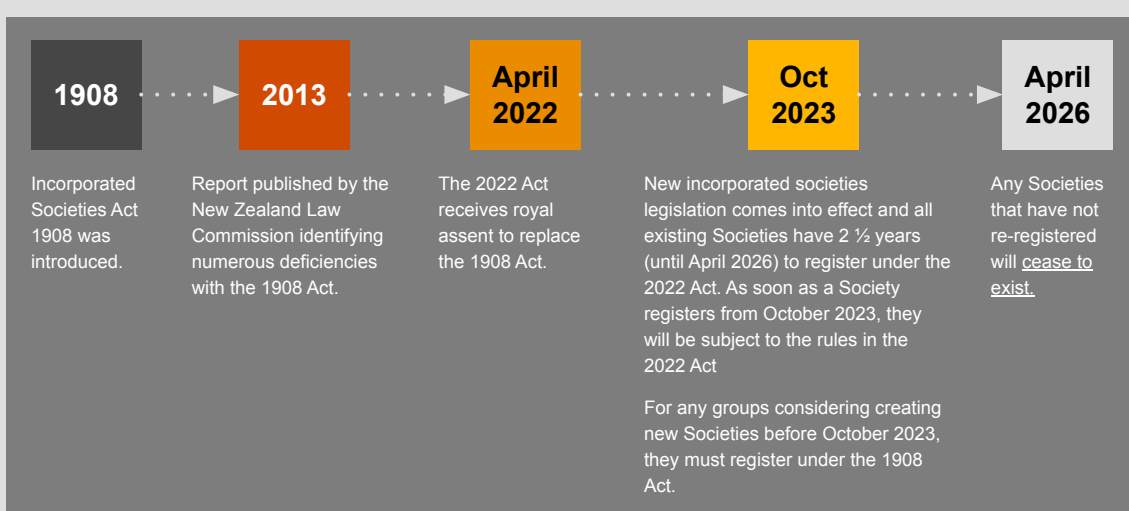 1908
2013
April
2022
Oct
2023
April
2026
Incorporated
Societies Act
1908 was
introduced.
Report published by the
New Zealand Law
Commission identifying
numerous deficiencies
with the 1908 Act.
The 2022 Act
receives royal
assent to replace
the 1908 Act.
New incorporated societies
legislation comes into effect and all
existing Societies have 2 ½ years
(until April 2026) to register under the
2022 Act. As soon as a Society
registers from October 2023, they
will be subject to the rules in the
2022 Act
For any groups considering creating
new Societies before October 2023,
they must register under the 1908
Act.
Any Societies
that have not
re-registered
will cease to
exist.